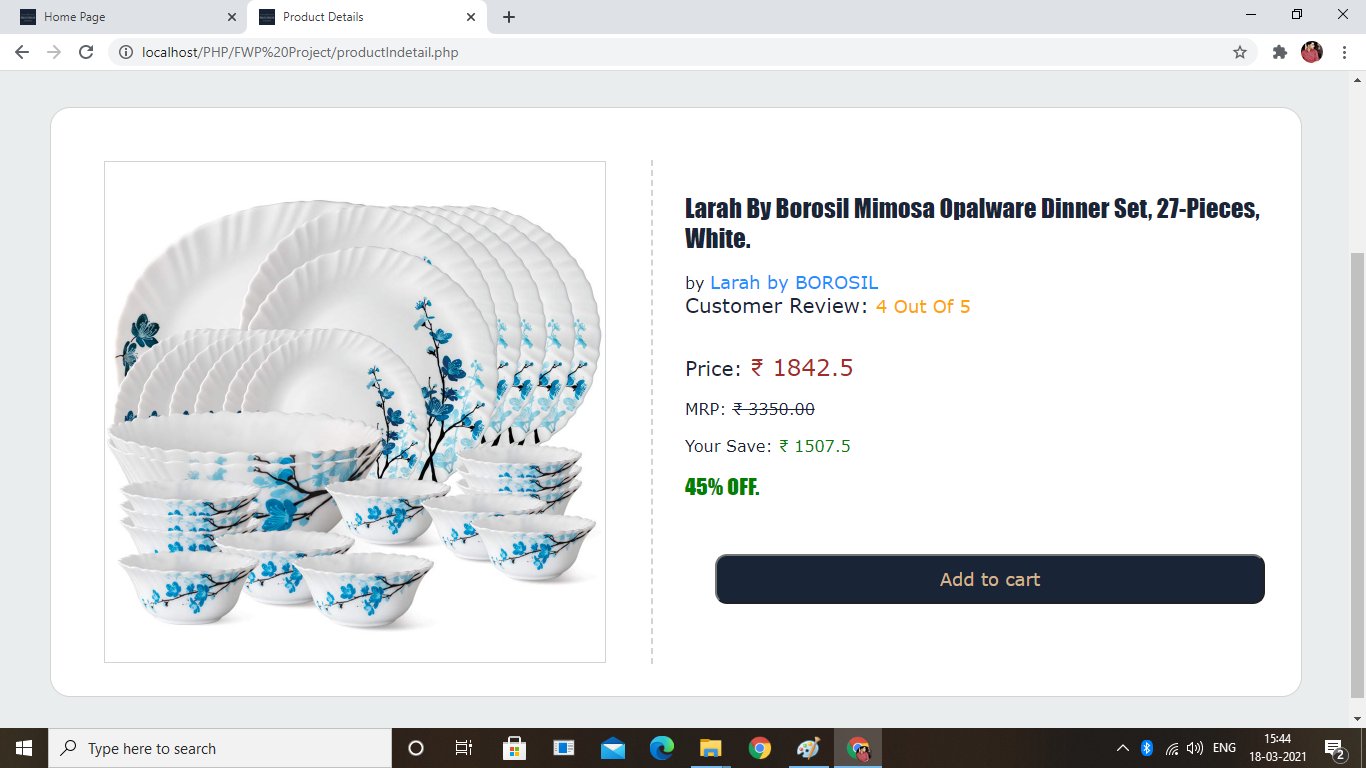 Home Page
Product Details
localhost/PHP/FWP%20Project/productIndetail.php
Larah By Borosil Mimosa Opalware Dinner Set, 27-Pieces,
White.
by Larah by BOROSIL
Customer Review: 4 Out Of 5
Price: ₹ 1842.5
MRP: ₹ 3350.00
Your Save: ₹ 1507.5
45% OFF.
Add to cart
Type here to search
ENG
15:44
18-03-2021
2